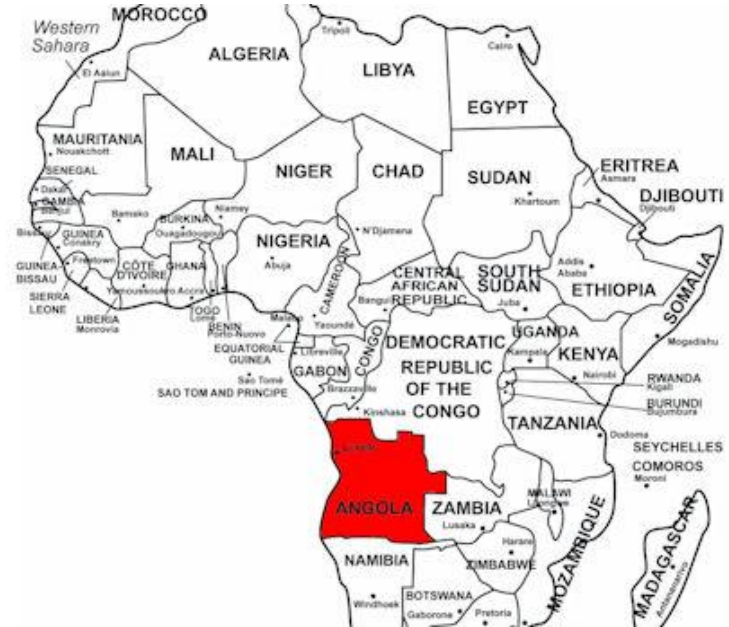 MOROCCO
Western
Sahara
El Aaiun
ALGERIA
Tripoli
LIBYA
Cairo
EGYPT
MAURITANIA
Nouakchott
MALI
NIGER
CHAD
SUDAN
Khartoum
ERITREA
Asmara
DJIBOUTI
Djibouti
SENEGAL
Dakar
GAMBIA
Banjul
Bissau
GUINEA
Conakry
Bamako
BURKINA
Ouagadougou
Niamey
NIGERIA
Abuja
N'Djamena
GUINEA-
BISSAU
Freetown
SIERRA
LEONE
CÔTE
D'IVOIRE
Yamoussoukro
GHANA
Accra
LIBERIA
Monrovia
TOGO
Lomé
BENIN
Porto-Nuovo
CAMEROON
Yaoundé
Malabo
EQUATORIAL
GUINEA
CENTRAL
AFRICAN
REPUBLIC
Bangui
SOUTH
SUDAN
Juba
Addis
Ababa
ETHIOPIA
SOMALIA
Mogadishu
Libreville
GABON
CONGO
Brazzaville
Sao Tomé
SAO TOM AND PRINCIPE
DEMOCRATIC
REPUBLIC
OF THE
CONGO
Kinshasa
UGANDA
Kampala
KENYA
Nairobi
RWANDA
Kigali
BURUNDI
Bujumbura
TANZANIA
Dodoma
SEYCHELLES
COMOROS
Moroni
ANGOLA
ZAMBIA
Lusaka
MALAWI
MOZAMBIQUE
Harare
ZIMBABWE
MADAGASCAR
Antananarivo
NAMIBIA
Windhoek
BOTSWANA
Gaborone
Pretoria